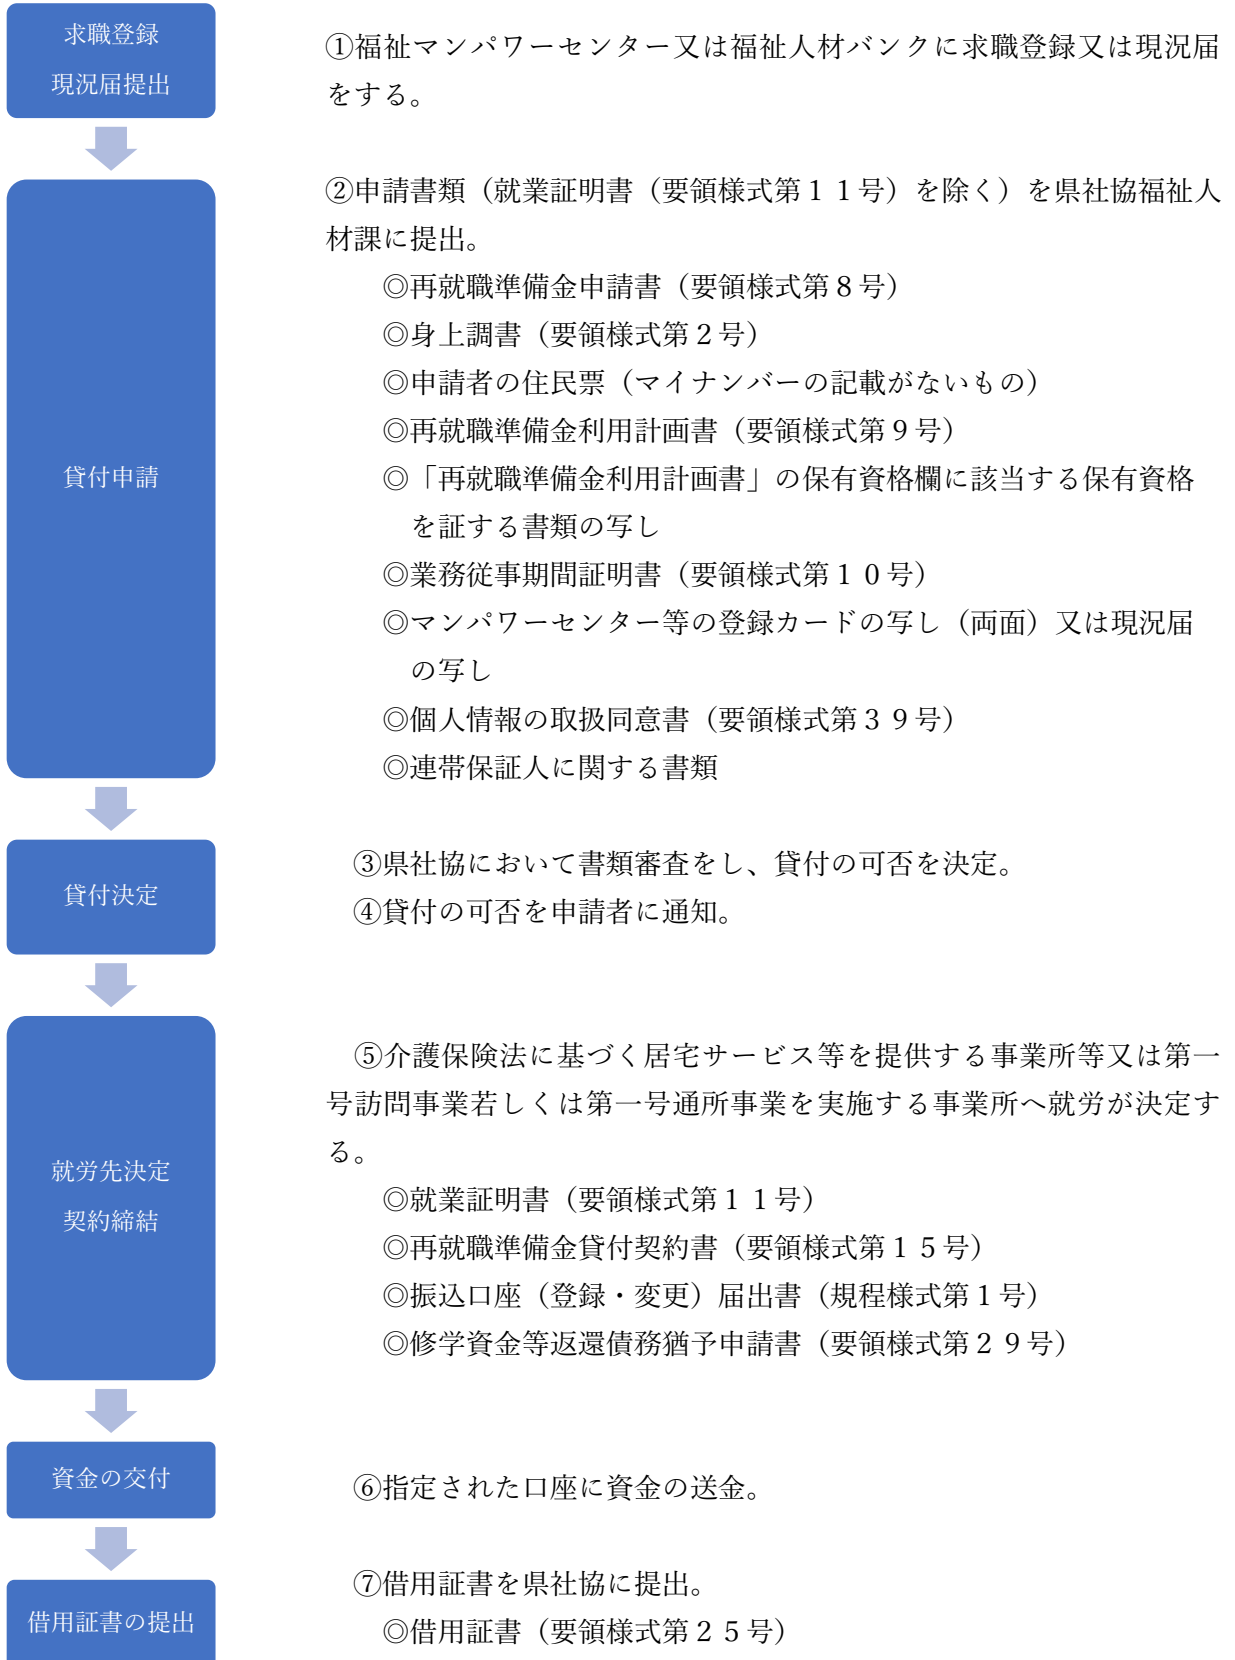 求職登録
現況届提出
①福祉マンパワーセンター又は福祉人材バンクに求職登録又は現況届
をする。
貸付申請
②申請書類（就業証明書（要領様式第１１号）を除く）を県社協福祉人
材課に提出。
◎再就職準備金申請書（要領様式第８号）
◎身上調書（要領様式第２号）
◎申請者の住民票（マイナンバーの記載がないもの）
◎再就職準備金利用計画書（要領様式第９号）
◎「再就職準備金利用計画書」の保有資格欄に該当する保有資格
を証する書類の写し
◎業務従事期間証明書（要領様式第１０号）
◎マンパワーセンター等の登録カードの写し（両面）又は現況届
の写し
◎個人情報の取扱同意書（要領様式第３９号）
◎連帯保証人に関する書類
貸付決定
③県社協において書類審査をし、貸付の可否を決定。
④貸付の可否を申請者に通知。
就労先決定
契約締結
⑤介護保険法に基づく居宅サービス等を提供する事業所等又は第一
号訪問事業若しくは第一号通所事業を実施する事業所へ就労が決定す
る。
◎就業証明書（要領様式第１１号）
◎再就職準備金貸付契約書（要領様式第１５号）
◎振込口座（登録・変更）届出書（規程様式第１号）
◎修学資金等返還債務猶予申請書（要領様式第２９号）
資金の交付
⑥指定された口座に資金の送金。
借用証書の提出
⑦借用証書を県社協に提出。
◎借用証書（要領様式第２５号）